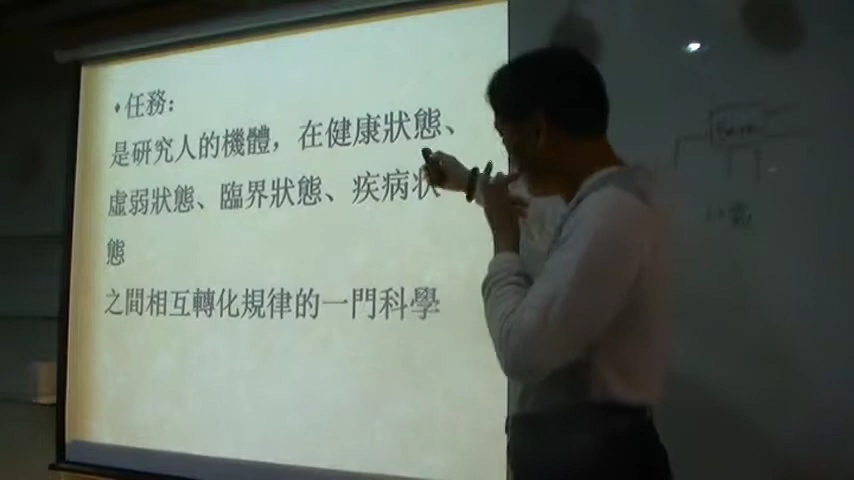 • 任務:
是研究人的機體，在健康狀態、
虛弱狀態、臨界狀態、疾病狀
態
之間相互轉化規律的一門科學